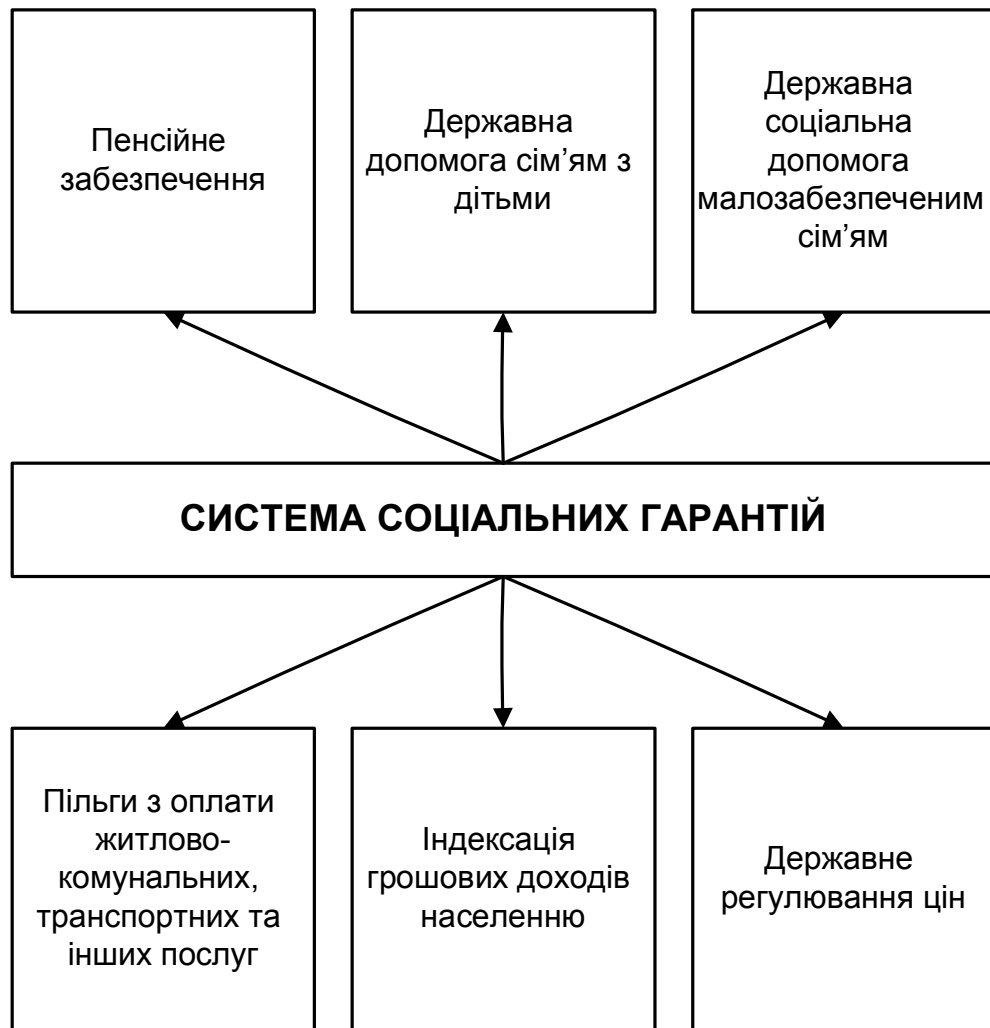 Пенсійне
забезпечення
Державна
допомога сім’ям з
дітьми
Державна
соціальна
допомога
малозабезпеченим
сім’ям
СИСТЕМА СОЦІАЛЬНИХ ГАРАНТІЙ
Пільги з оплати
житлово-
комунальних,
транспортних та
інших послуг
Індексація
грошових доходів
населенню
Державне
регулювання цін